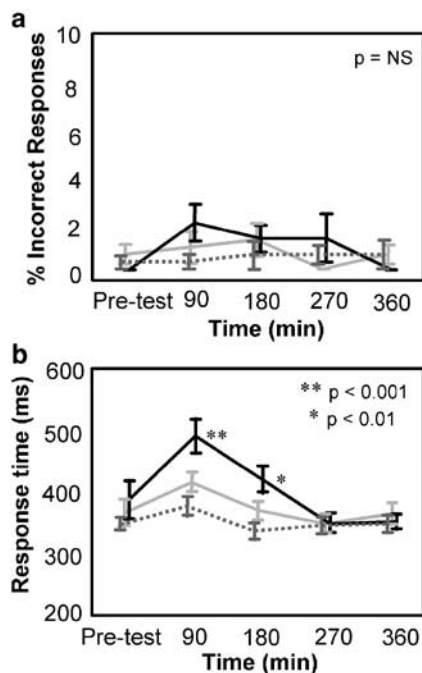 a
10
p = NS
8
6
4
2
0
% Incorrect Responses
Pre-test 90 180 270 360
Time (min)
b
600
** p < 0.001
* p < 0.01
500
**
*
400
300
200
Response time (ms)
Pre-test 90 180 270 360
Time (min)